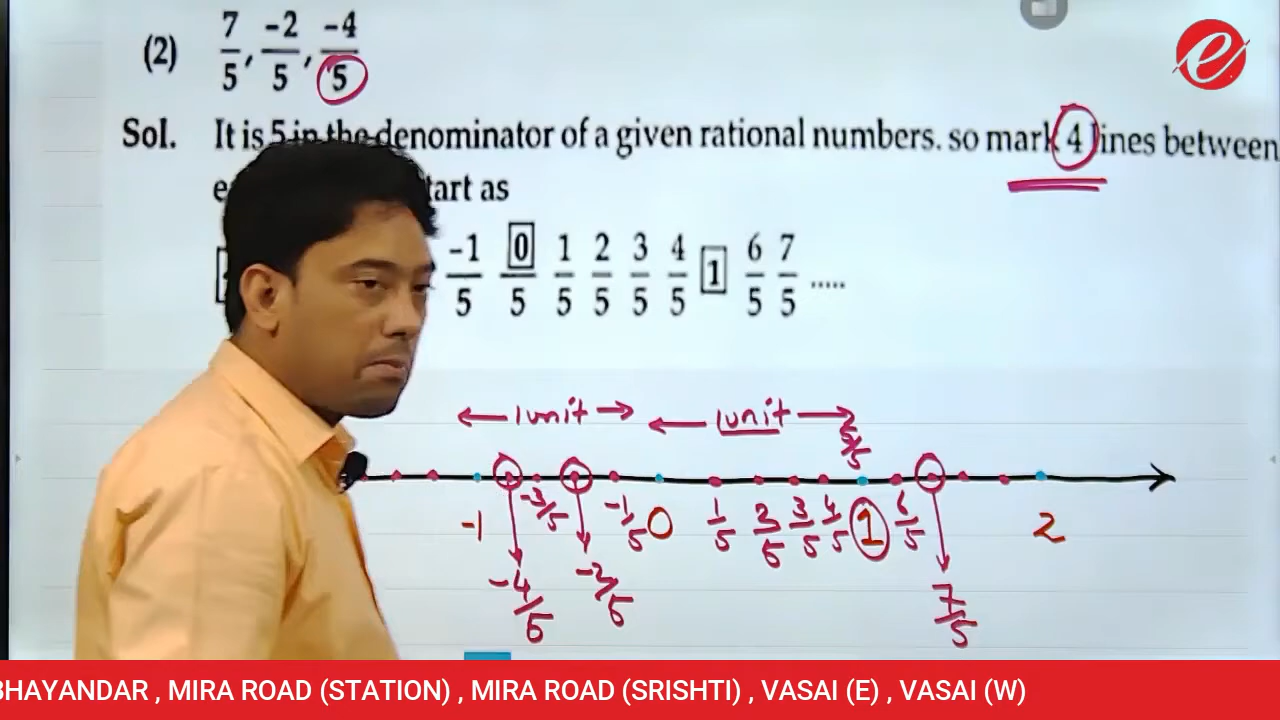 (2) 7/5, -2/5, -4/5
Sol. It is 5 in the denominator of a given rational numbers. so mark 4 lines between
tart as
-1/5 0/5 1/5 2/5 3/5 4/5 1 6/5 7/5 .....
1 unit 1 unit
5/5
-1 -3/5 -1/5 0 1/5 2/5 3/5 4/5 1 6/5 2
-4/5 -2/5 7/5
BHAYANDAR , MIRA ROAD (STATION) , MIRA ROAD (SRISHTI) , VASAI (E) , VASAI (W)
e